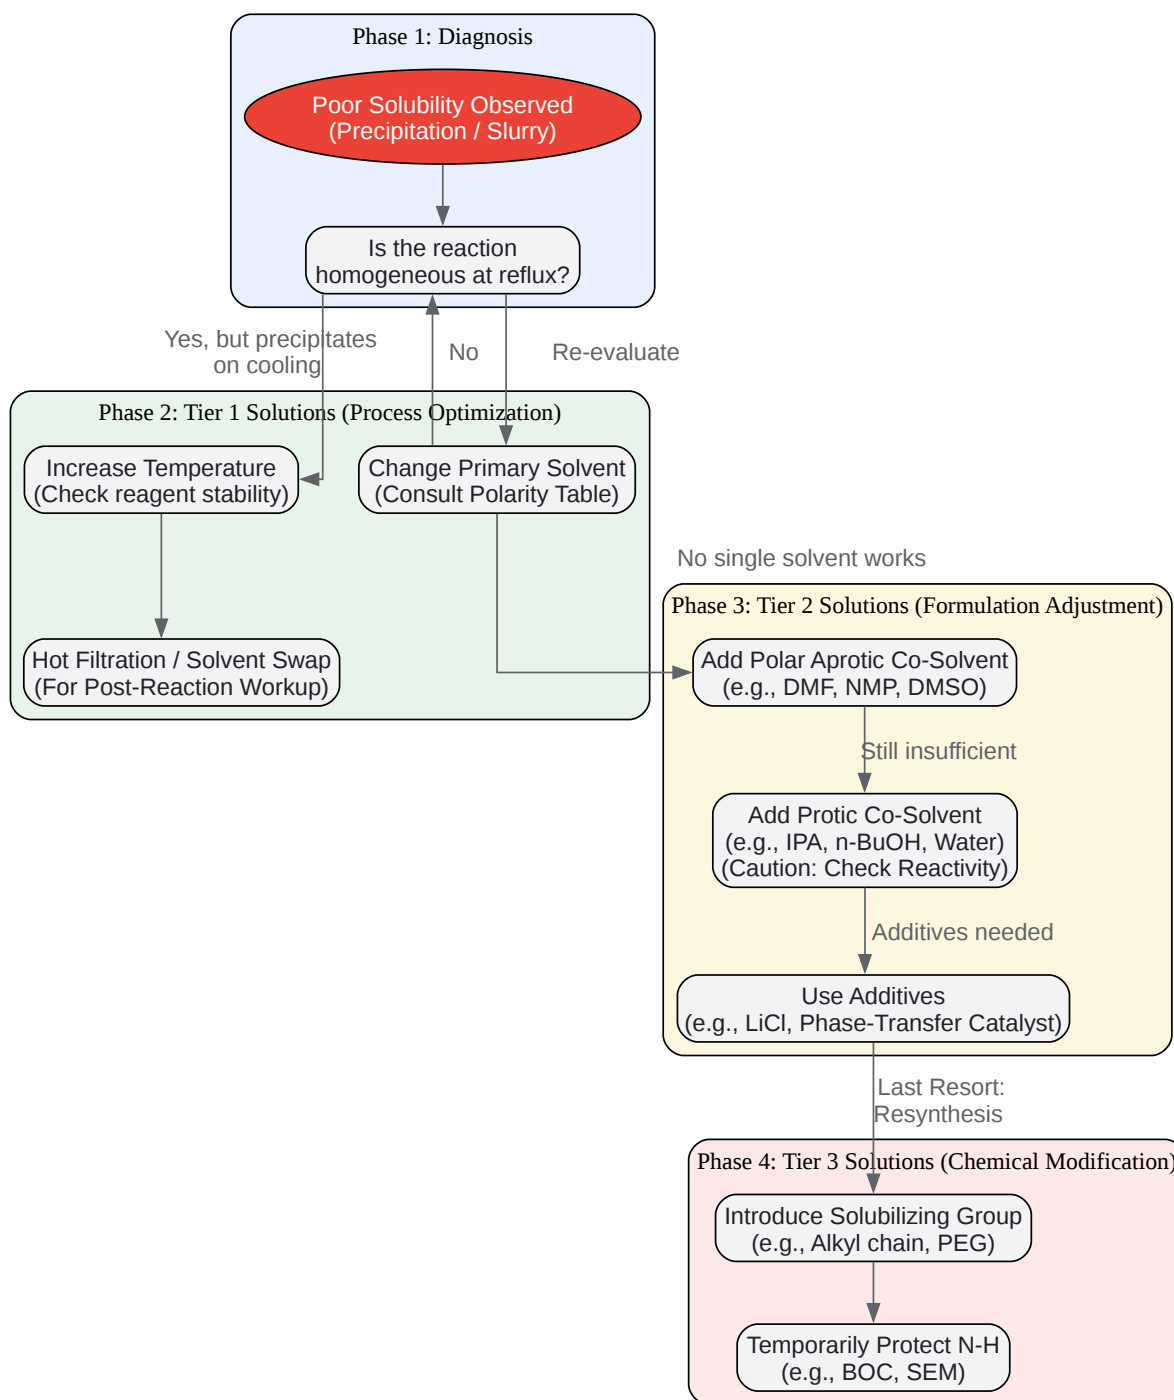 Phase 1: Diagnosis
Poor Solubility Observed
(Precipitation / Slurry)
Is the reaction
homogeneous at reflux?
Yes, but precipitates
on cooling
No
Re-evaluate
Phase 2: Tier 1 Solutions (Process Optimization)
Increase Temperature
(Check reagent stability)
Change Primary Solvent
(Consult Polarity Table)
Hot Filtration / Solvent Swap
(For Post-Reaction Workup)
No single solvent works
Phase 3: Tier 2 Solutions (Formulation Adjustment)
Add Polar Aprotic Co-Solvent
(e.g., DMF, NMP, DMSO)
Still insufficient
Add Protic Co-Solvent
(e.g., IPA, n-BuOH, Water)
(Caution: Check Reactivity)
Additives needed
Use Additives
(e.g., LiCl, Phase-Transfer Catalyst)
Last Resort:
Resynthesis
Phase 4: Tier 3 Solutions (Chemical Modification)
Introduce Solubilizing Group
(e.g., Alkyl chain, PEG)
Temporarily Protect N-H
(e.g., BOC, SEM)